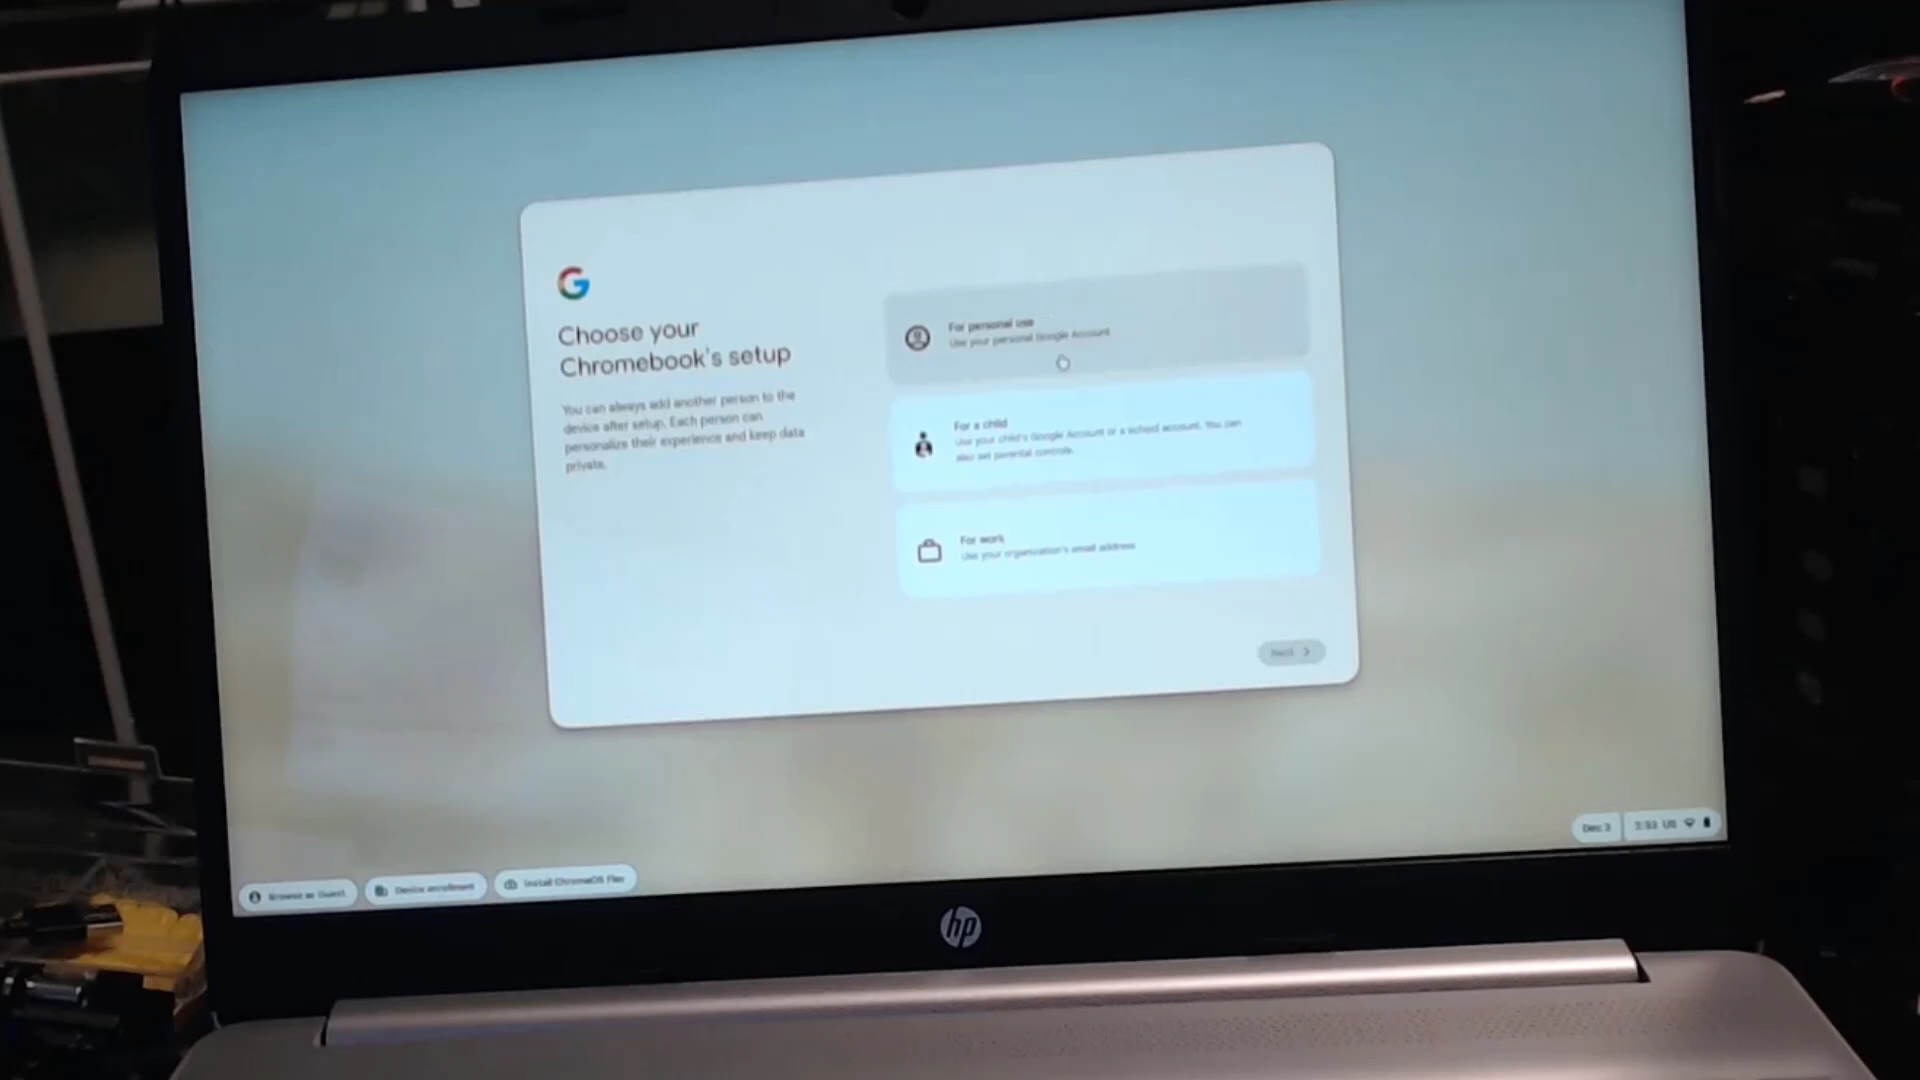 Choose your
Chromebook's setup
You can always add another person to the
device after setup. Each person can
personalize their experience and keep data
private.
For personal use
Use your personal Google Account
For a child
Use your child's Google Account or a school account. You can
also set parental controls.
For work
Use your organization's email address
Next
Browse as Guest
Device enrollment
Install ChromeOS Flex
Dec 3
US
hp